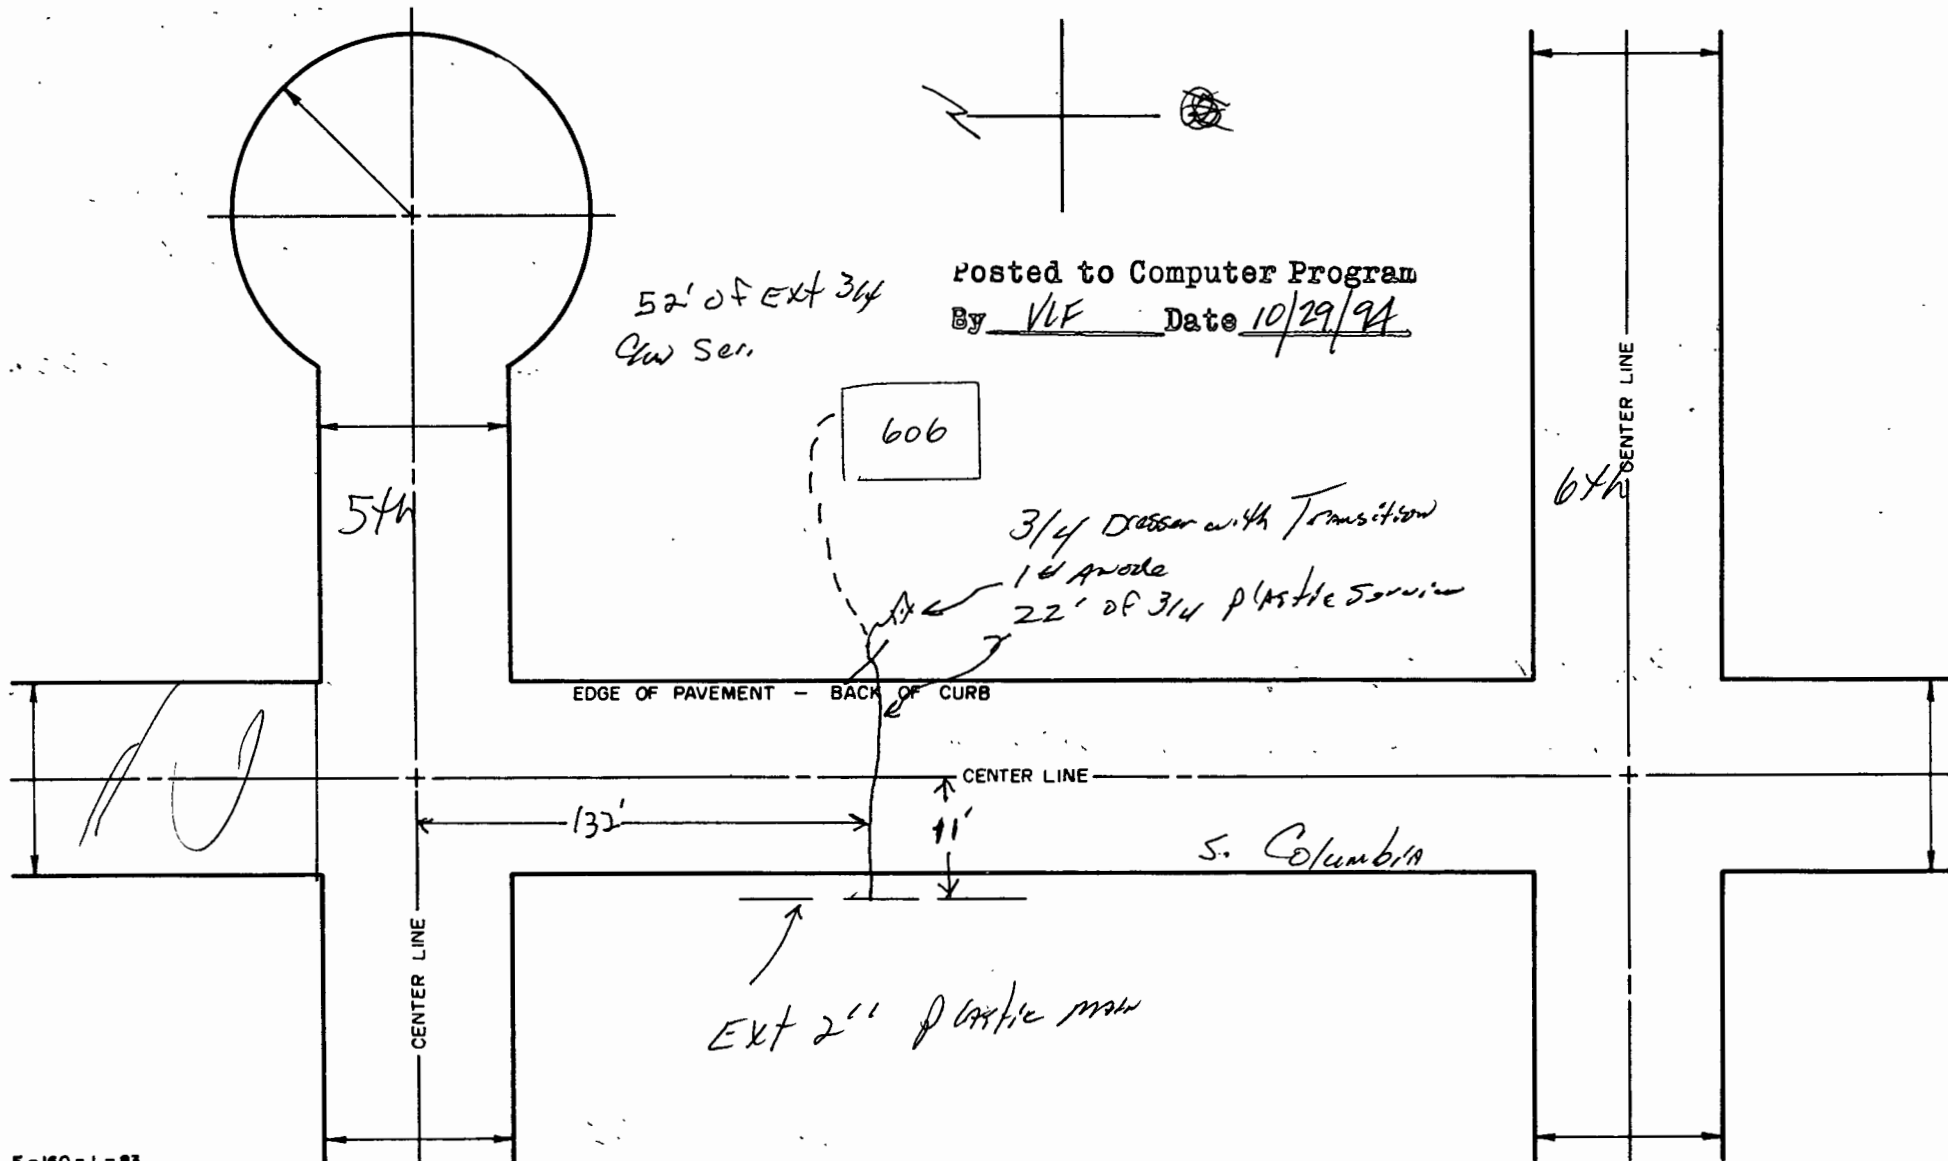 N
52' of Ext 3/4
C/W Ser.
Posted to Computer Program
By VLF Date 10/29/94
606
5th
6th
CENTER LINE
3/4 Dresser with Transition
1# Anode
22' of 3/4 plastic Service
EDGE OF PAVEMENT - BACK OF CURB
CENTER LINE
132'
11'
S. Columbia
CENTER LINE
Ext 2" plastic main